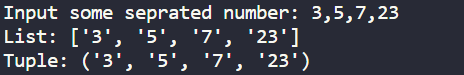 Input some seprated number: 3,5,7,23
List: ['3', '5', '7', '23']
Tuple: ('3', '5', '7', '23')